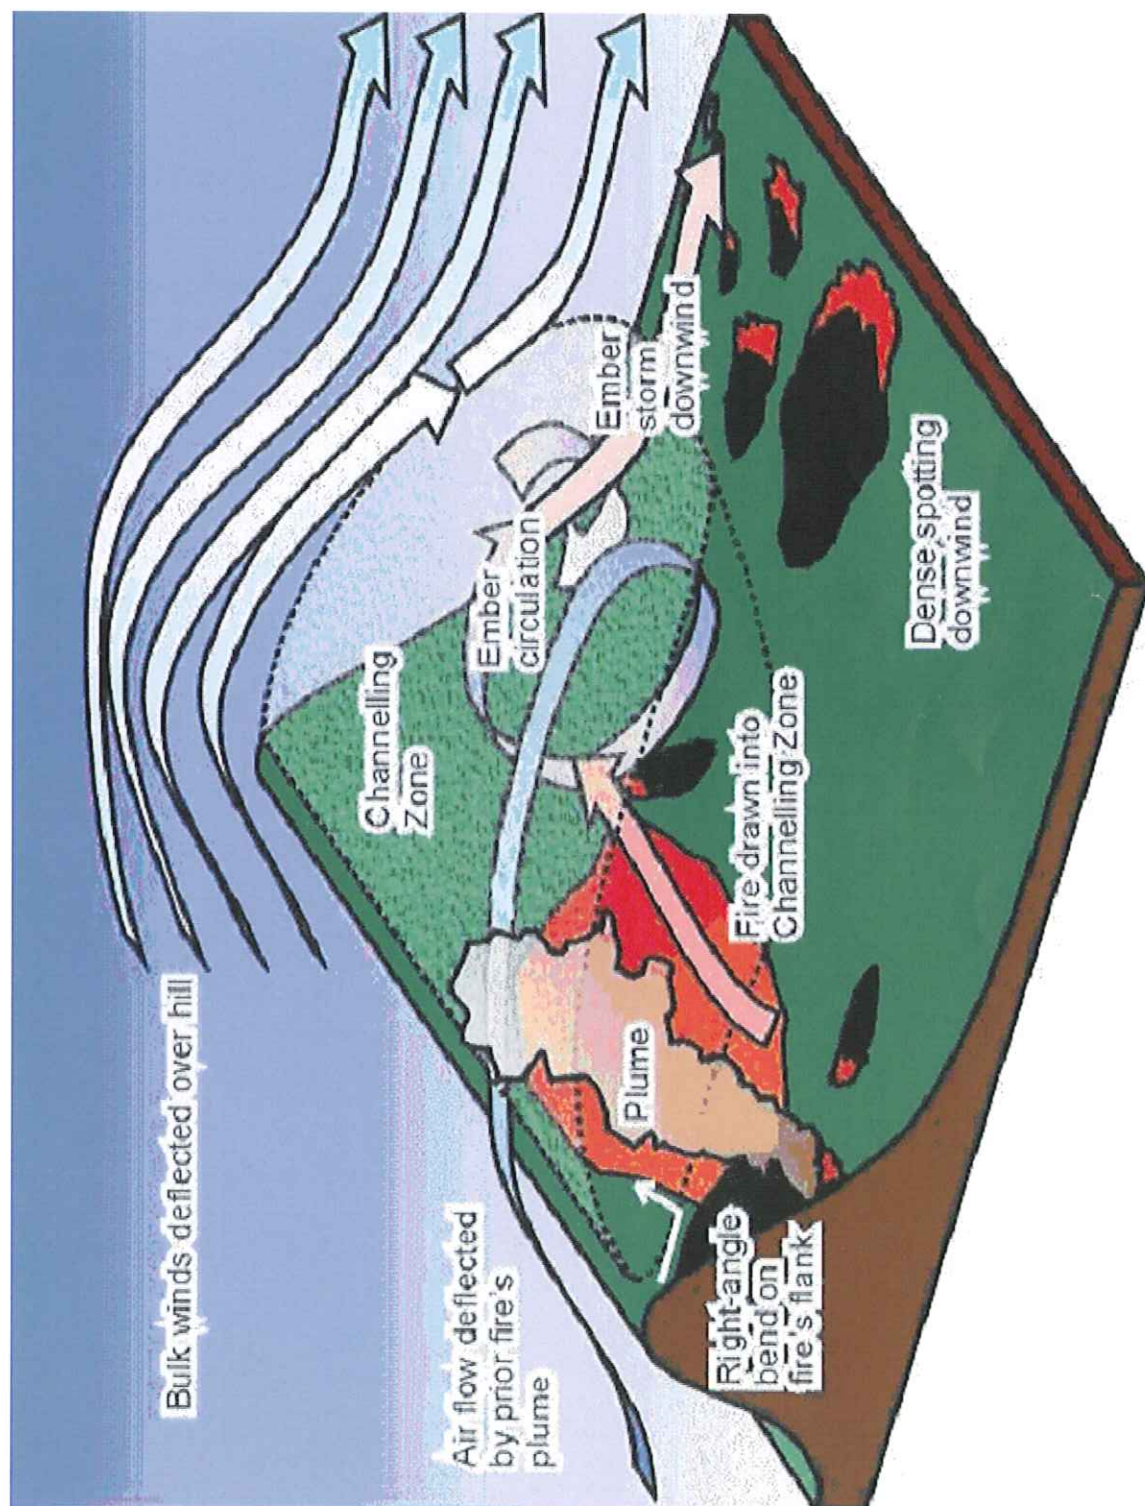 Bulk winds deflected over hill
Air flow deflected
by prior fire's
plume
Channelling
Zone
Ember
circulation
Ember
storm
downwind
Plume
Right-angle
bend on
fire's flank
Fire drawn into
Channelling Zone
Dense spotting
downwind